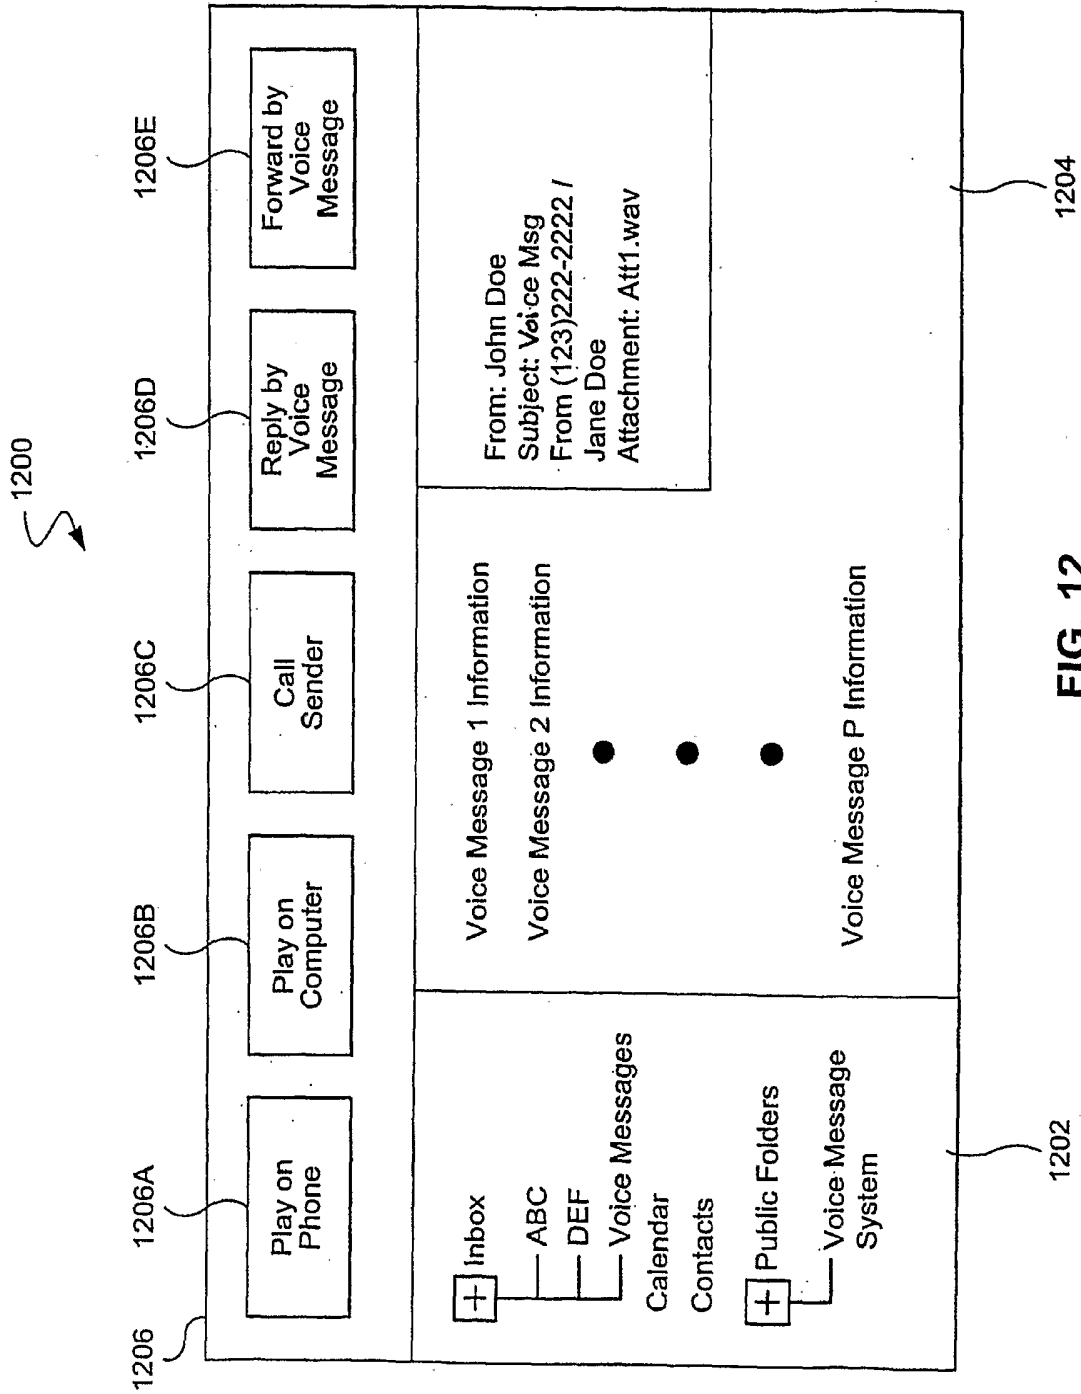 1200
1206
1206A
1206B
1206C
1206D
1206E
Play on
Phone
Play on
Computer
Call
Sender
Reply by
Voice
Message
Forward by
Voice
Message
Inbox
ABC
DEF
Voice Messages
Calendar
Contacts
Public Folders
Voice Message
System
Voice Message 1 Information
Voice Message 2 Information
Voice Message P Information
From: John Doe
Subject: Voice Msg
From (123)222-2222 /
Jane Doe
Attachment: Att1.wav
1202
1204
FIG. 12